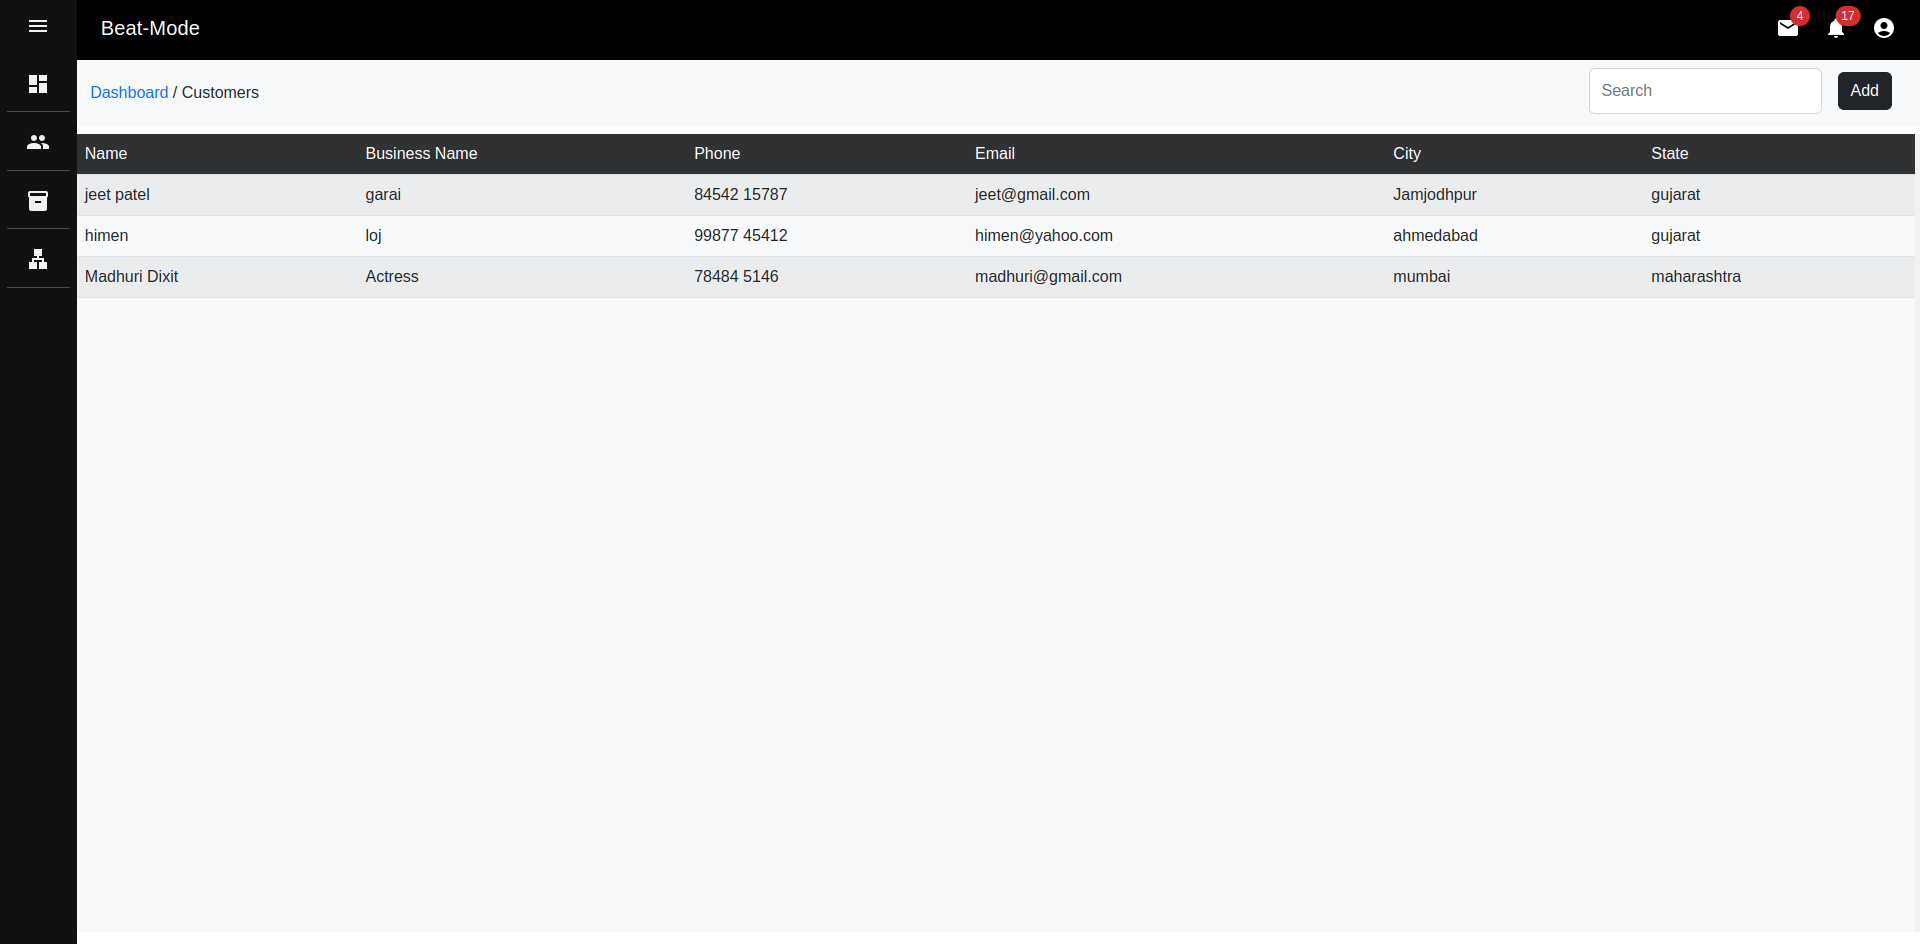 Beat-Mode 4 17
Dashboard / Customers Search Add
Name Business Name Phone Email City State
jeet patel garai 84542 15787 jeet@gmail.com Jamjodhpur gujarat
himen loj 99877 45412 himen@yahoo.com ahmedabad gujarat
Madhuri Dixit Actress 78484 5146 madhuri@gmail.com mumbai maharashtra